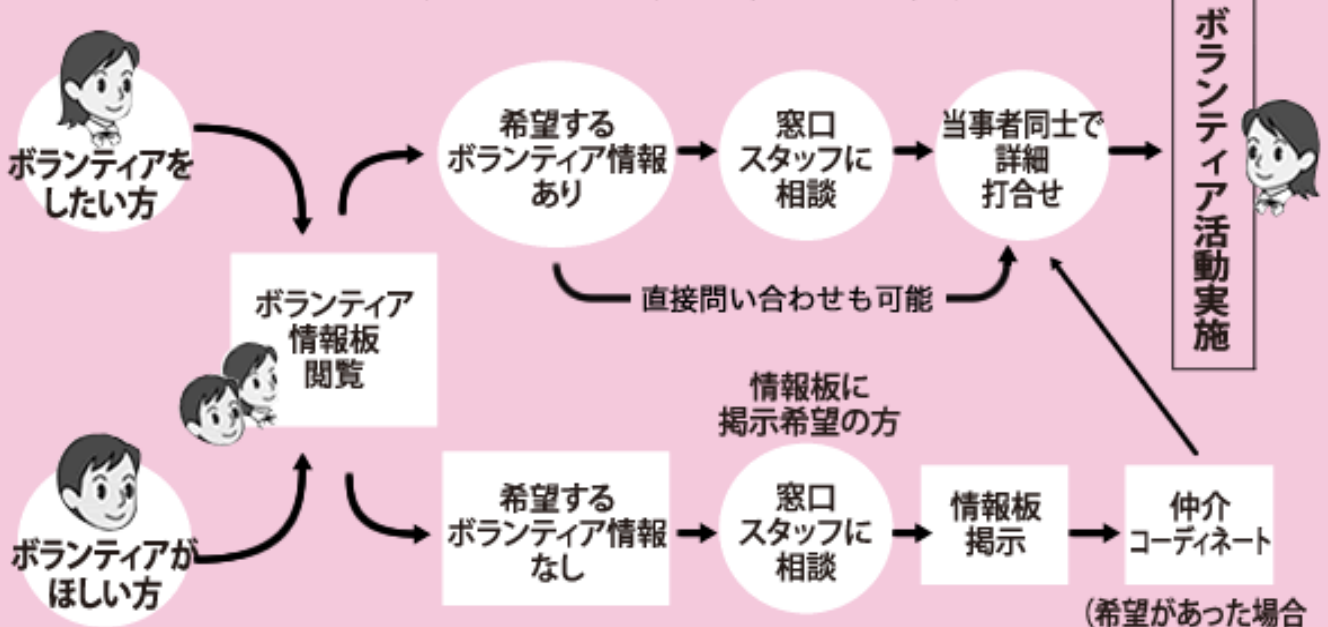 ボランティアを
したい方
ボランティア
情報板
閲覧
ボランティアが
ほしい方
希望する
ボランティア情報
あり
窓口
スタッフに
相談
当事者同士で
詳細
打合せ
ボランティア活動実施
直接問い合わせも可能
希望する
ボランティア情報
なし
情報板に
掲示希望の方
窓口
スタッフに
相談
情報板
掲示
仲介
コーディネート
(希望があった場合